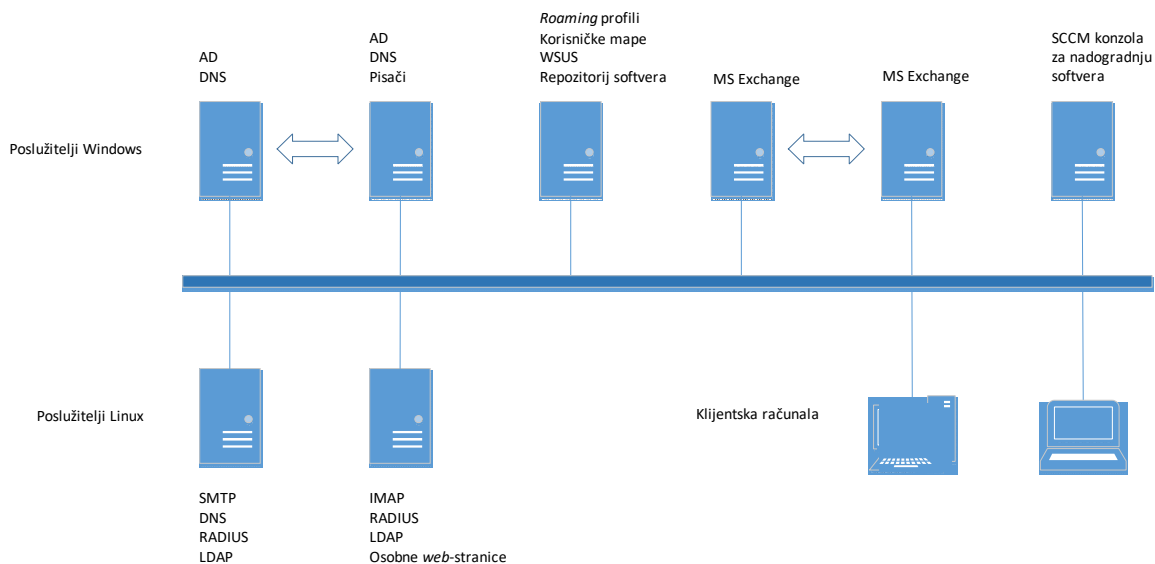 AD
DNS
AD
DNS
Pisači
Roaming profili
Korisničke mape
WSUS
Repozitorij softvera
MS Exchange
MS Exchange
SCCM konzola
za nadogradnju
softvera
Poslužitelji Windows
Poslužitelji Linux
Klijentska računala
SMTP
DNS
RADIUS
LDAP
IMAP
RADIUS
LDAP
Osobne web-stranice